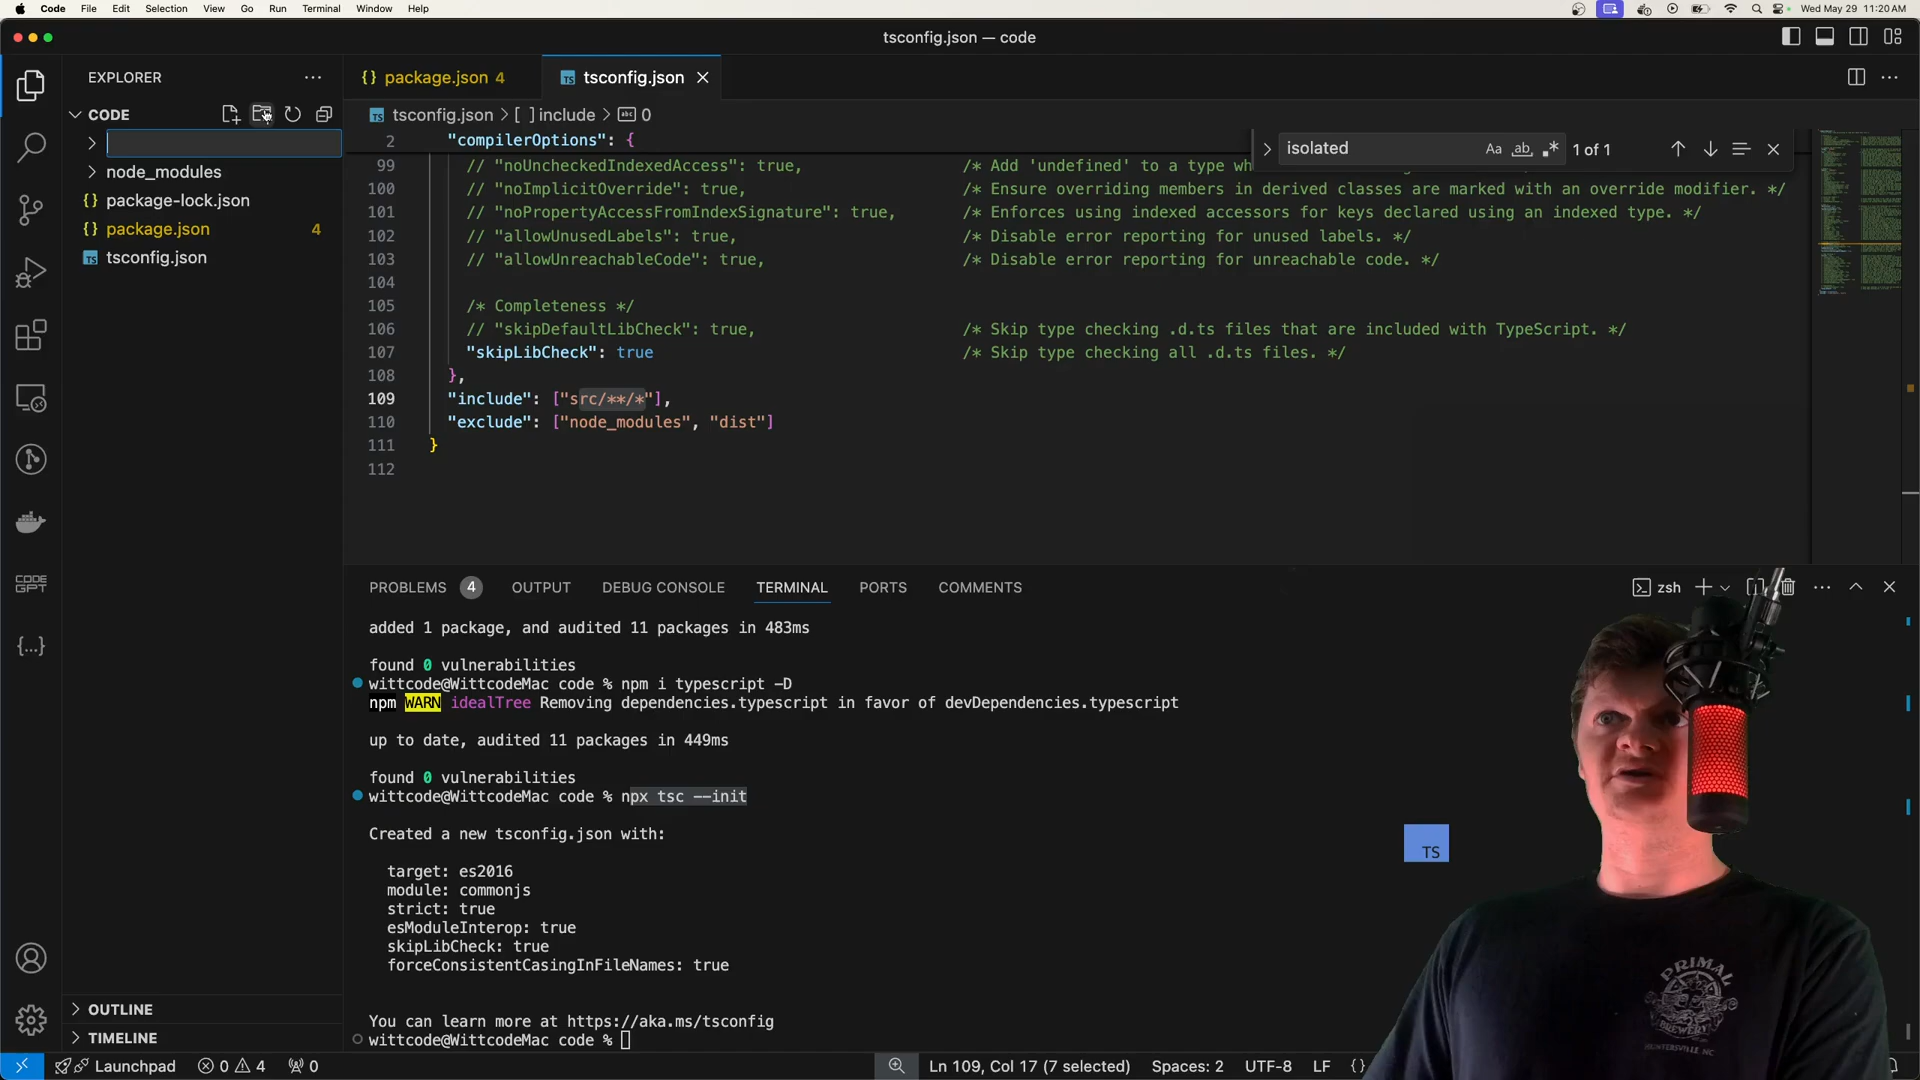 Code File Edit Selection View Go Run Terminal Window Help
Wed May 29 11:20 AM
tsconfig.json — code
EXPLORER
CODE
node_modules
package-lock.json
package.json 4
tsconfig.json
OUTLINE
TIMELINE
package.json 4
tsconfig.json
tsconfig.json > [ ] include > abc 0
isolated
Aa ab 1 of 1
2 "compilerOptions": {
99 // "noUncheckedIndexedAccess": true, /* Add 'undefined' to a type wh
100 // "noImplicitOverride": true, /* Ensure overriding members in derived classes are marked with an override modifier. */
101 // "noPropertyAccessFromIndexSignature": true, /* Enforces using indexed accessors for keys declared using an indexed type. */
102 // "allowUnusedLabels": true, /* Disable error reporting for unused labels. */
103 // "allowUnreachableCode": true, /* Disable error reporting for unreachable code. */
104
105 /* Completeness */
106 // "skipDefaultLibCheck": true, /* Skip type checking .d.ts files that are included with TypeScript. */
107 "skipLibCheck": true /* Skip type checking all .d.ts files. */
108 },
109 "include": ["src/**/*"],
110 "exclude": ["node_modules", "dist"]
111 }
112
PROBLEMS 4 OUTPUT DEBUG CONSOLE TERMINAL PORTS COMMENTS
zsh
added 1 package, and audited 11 packages in 483ms
found 0 vulnerabilities
wittcode@WittcodeMac code % npm i typescript -D
npm WARN idealTree Removing dependencies.typescript in favor of devDependencies.typescript
up to date, audited 11 packages in 449ms
found 0 vulnerabilities
wittcode@WittcodeMac code % npx tsc --init
Created a new tsconfig.json with:
target: es2016
module: commonjs
strict: true
esModuleInterop: true
skipLibCheck: true
forceConsistentCasingInFileNames: true
You can learn more at https://aka.ms/tsconfig
wittcode@WittcodeMac code %
CODE
GPT
{...}
TS
PRIMAL
BREWERY
HUNTERSVILLE NC
Launchpad 0 4 0
Ln 109, Col 17 (7 selected) Spaces: 2 UTF-8 LF {}